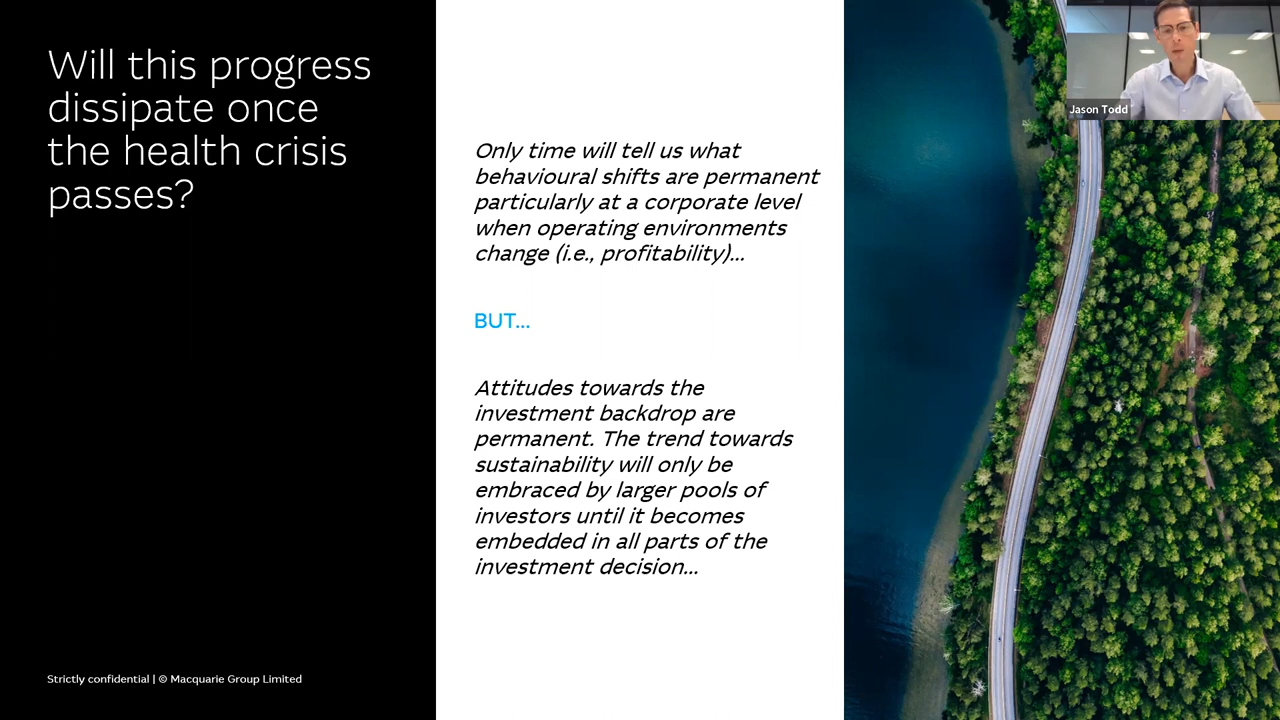 Will this progress
dissipate once
the health crisis
passes?
Only time will tell us what
behavioural shifts are permanent
particularly at a corporate level
when operating environments
change (i.e., profitability)...
BUT...
Attitudes towards the
investment backdrop are
permanent. The trend towards
sustainability will only be
embraced by larger pools of
investors until it becomes
embedded in all parts of the
investment decision...
Jason Todd
Strictly confidential | © Macquarie Group Limited